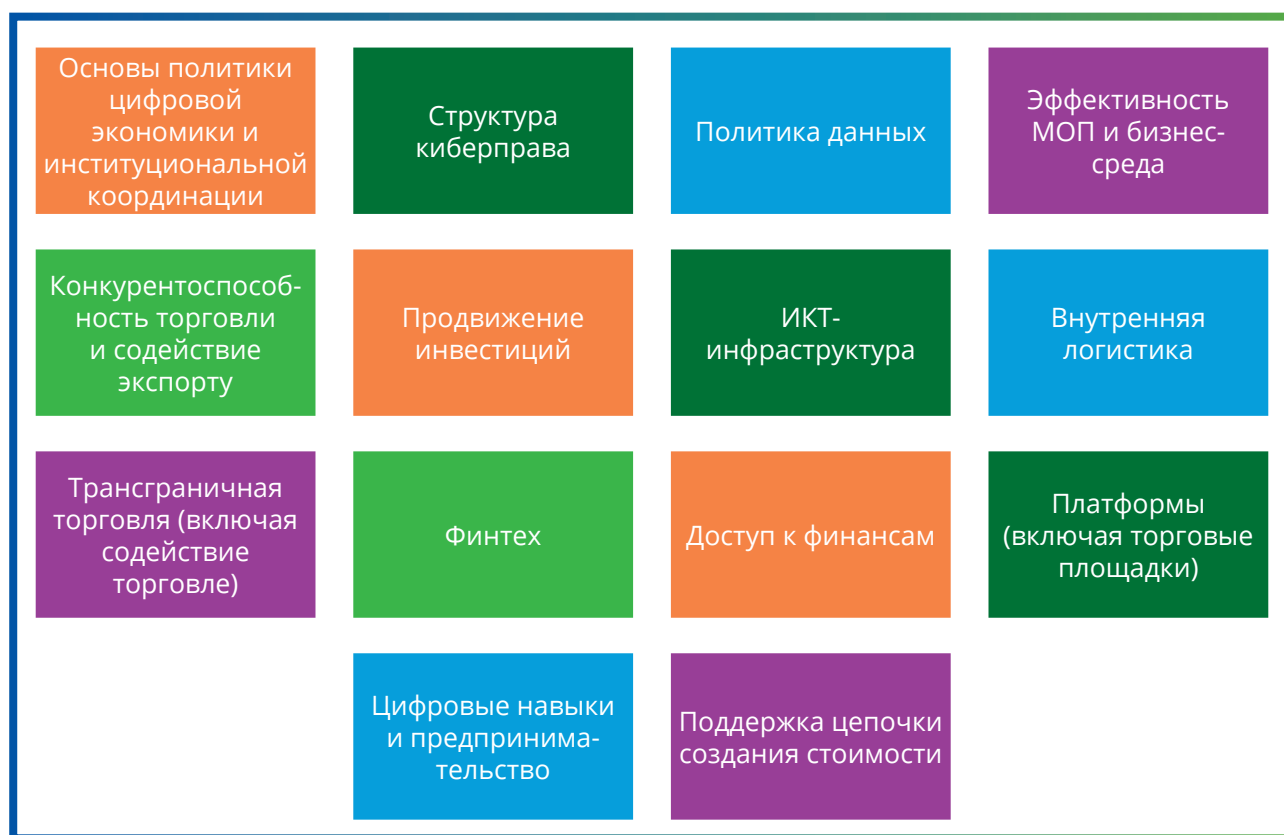 Основы политики
цифровой
экономики и
институциональной
координации
Структура
киберправа
Политика данных
Эффективность
МОП и бизнес-
среда
Конкурентоспособ-
ность торговли
и содействие
экспорту
Продвижение
инвестиций
ИКТ-
инфраструктура
Внутренняя
логистика
Трансграничная
торговля (включая
содействие
торговле)
Финтех
Доступ к финансам
Платформы
(включая торговые
площадки)
Цифровые навыки
и предпринима-
тельство
Поддержка цепочки
создания стоимости